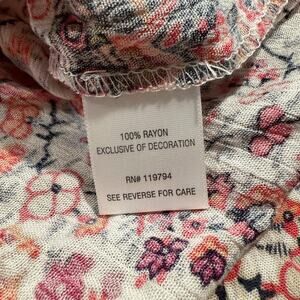 100% RAYON
EXCLUSIVE OF DECORATION
RN# 119794
SEE REVERSE FOR CARE